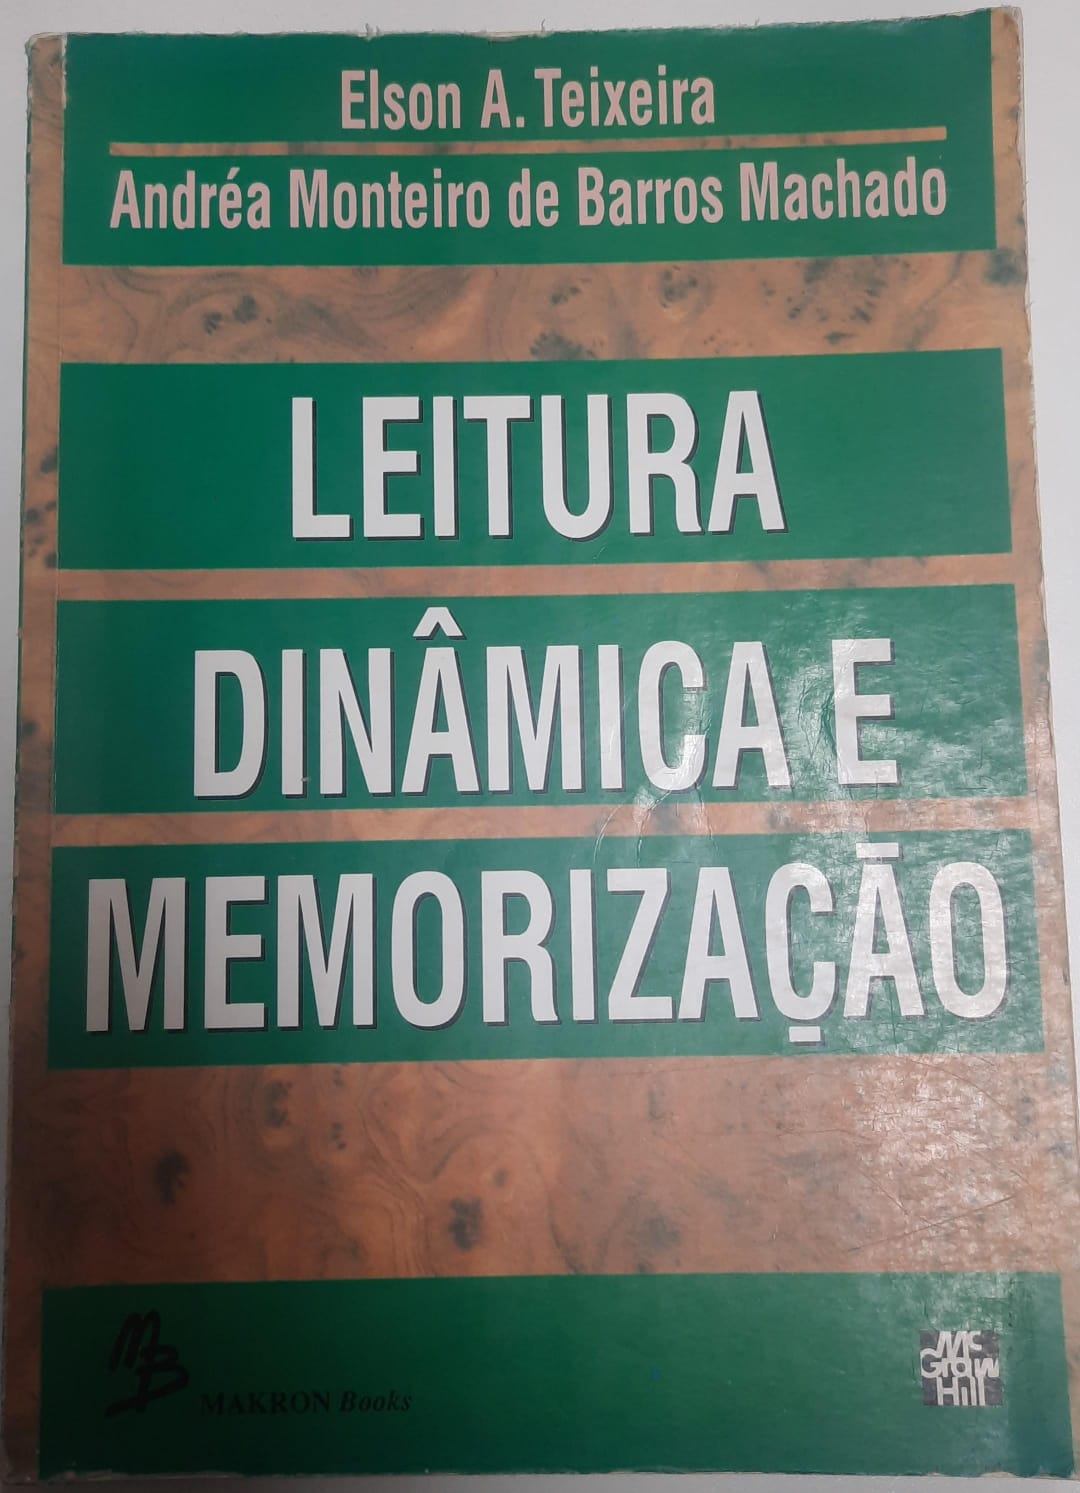 Elson A. Teixeira
Andréa Monteiro de Barros Machado
LEITURA
DINÂMICA E
MEMORIZAÇÃO
MB
MAKRON Books
Mc
Graw
Hill